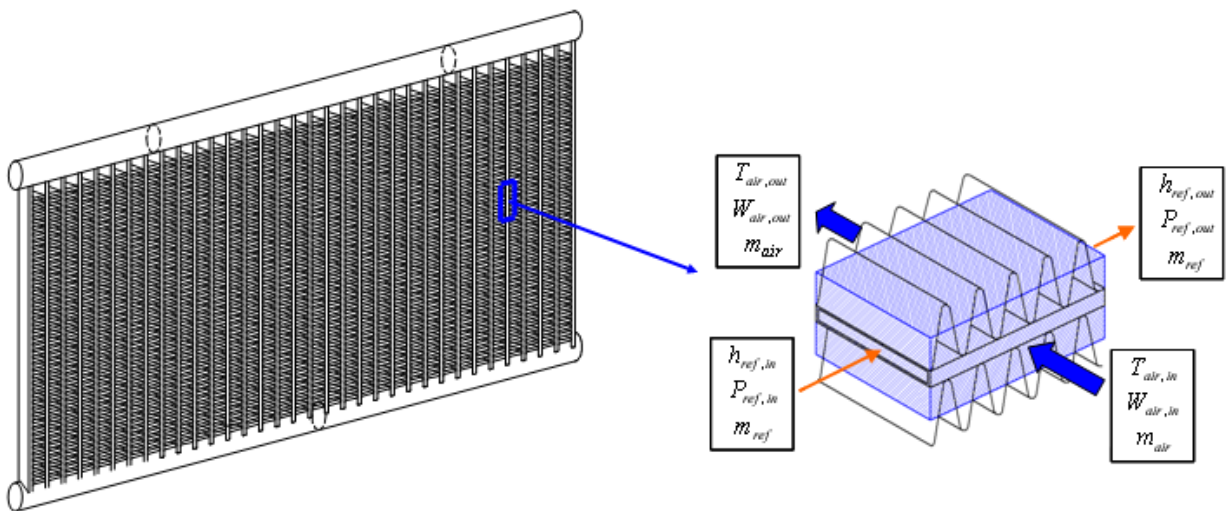 T_air,out
W_air,out
m_air
h_ref,out
P_ref,out
m_ref
h_ref,in
P_ref,in
m_ref
T_air,in
W_air,in
m_air